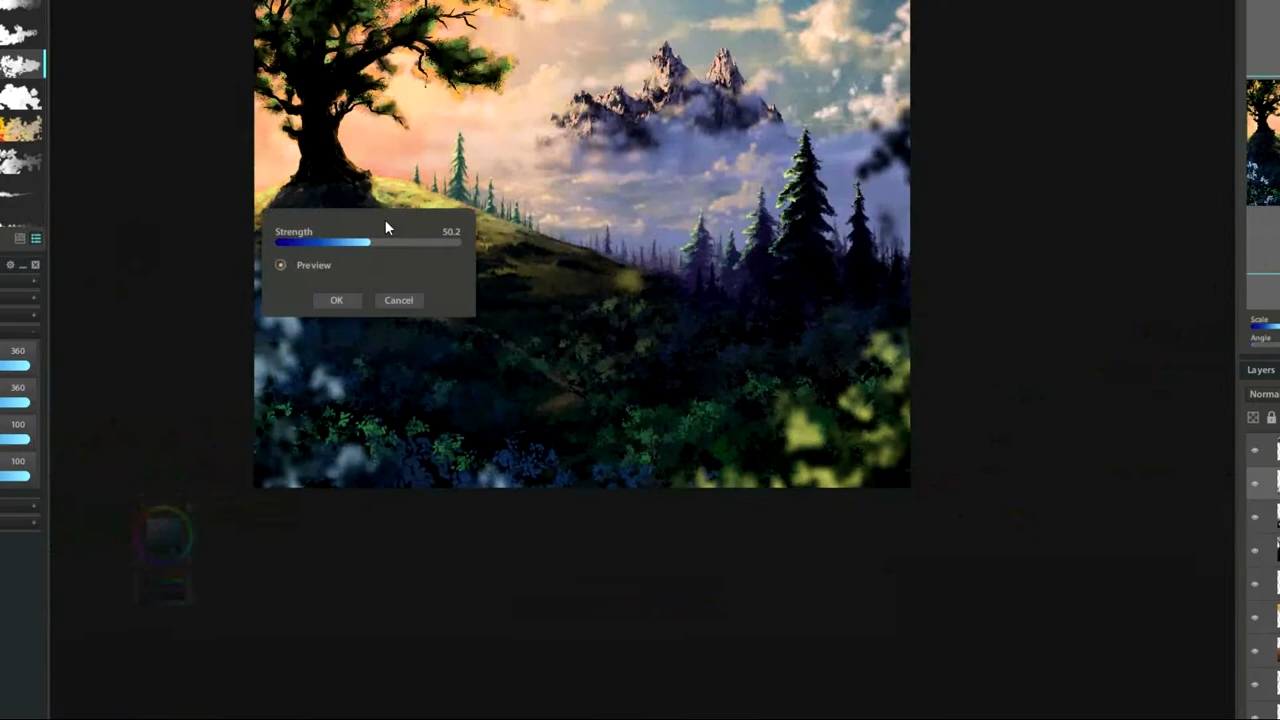 Strength 50.2
Preview
OK Cancel
360
360
100
100
Scale
Angle
Layers
Norma